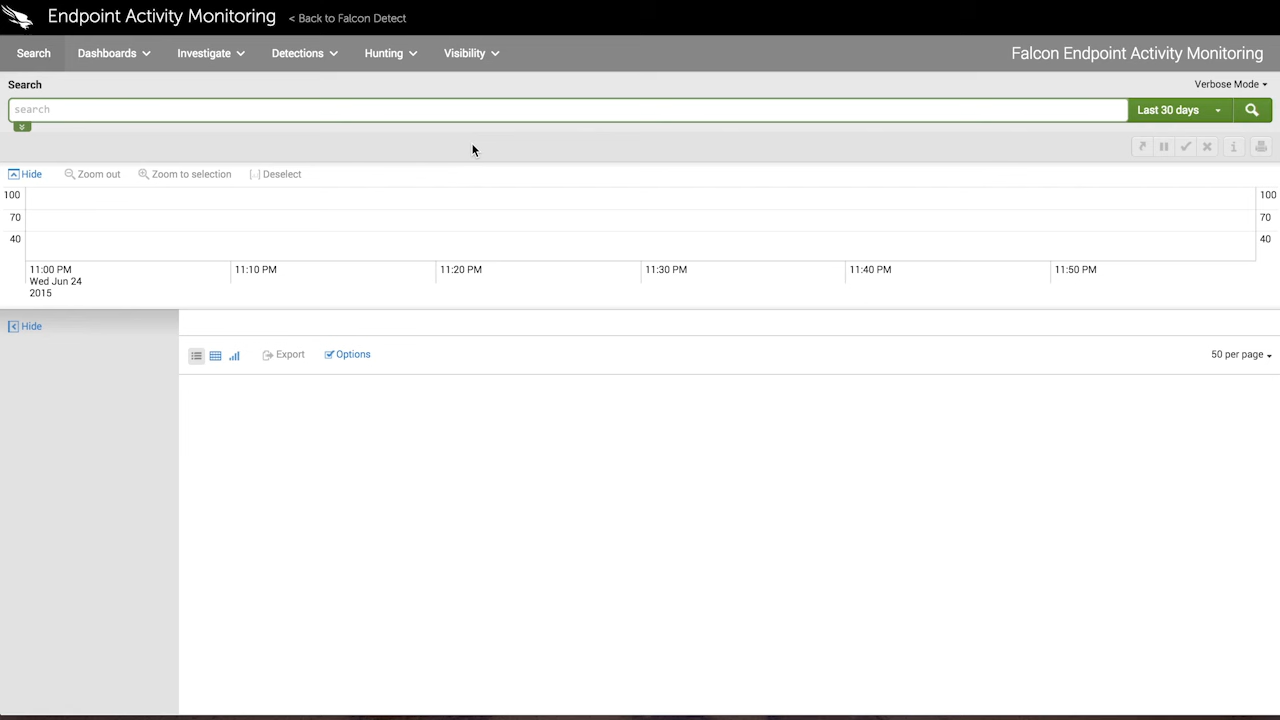 Endpoint Activity Monitoring < Back to Falcon Detect
Search Dashboards Investigate Detections Hunting Visibility Falcon Endpoint Activity Monitoring
Search Verbose Mode
search Last 30 days
Hide Zoom out Zoom to selection Deselect
100 100
70 70
40 40
11:00 PM 11:10 PM 11:20 PM 11:30 PM 11:40 PM 11:50 PM
Wed Jun 24
2015
Hide
Export Options 50 per page